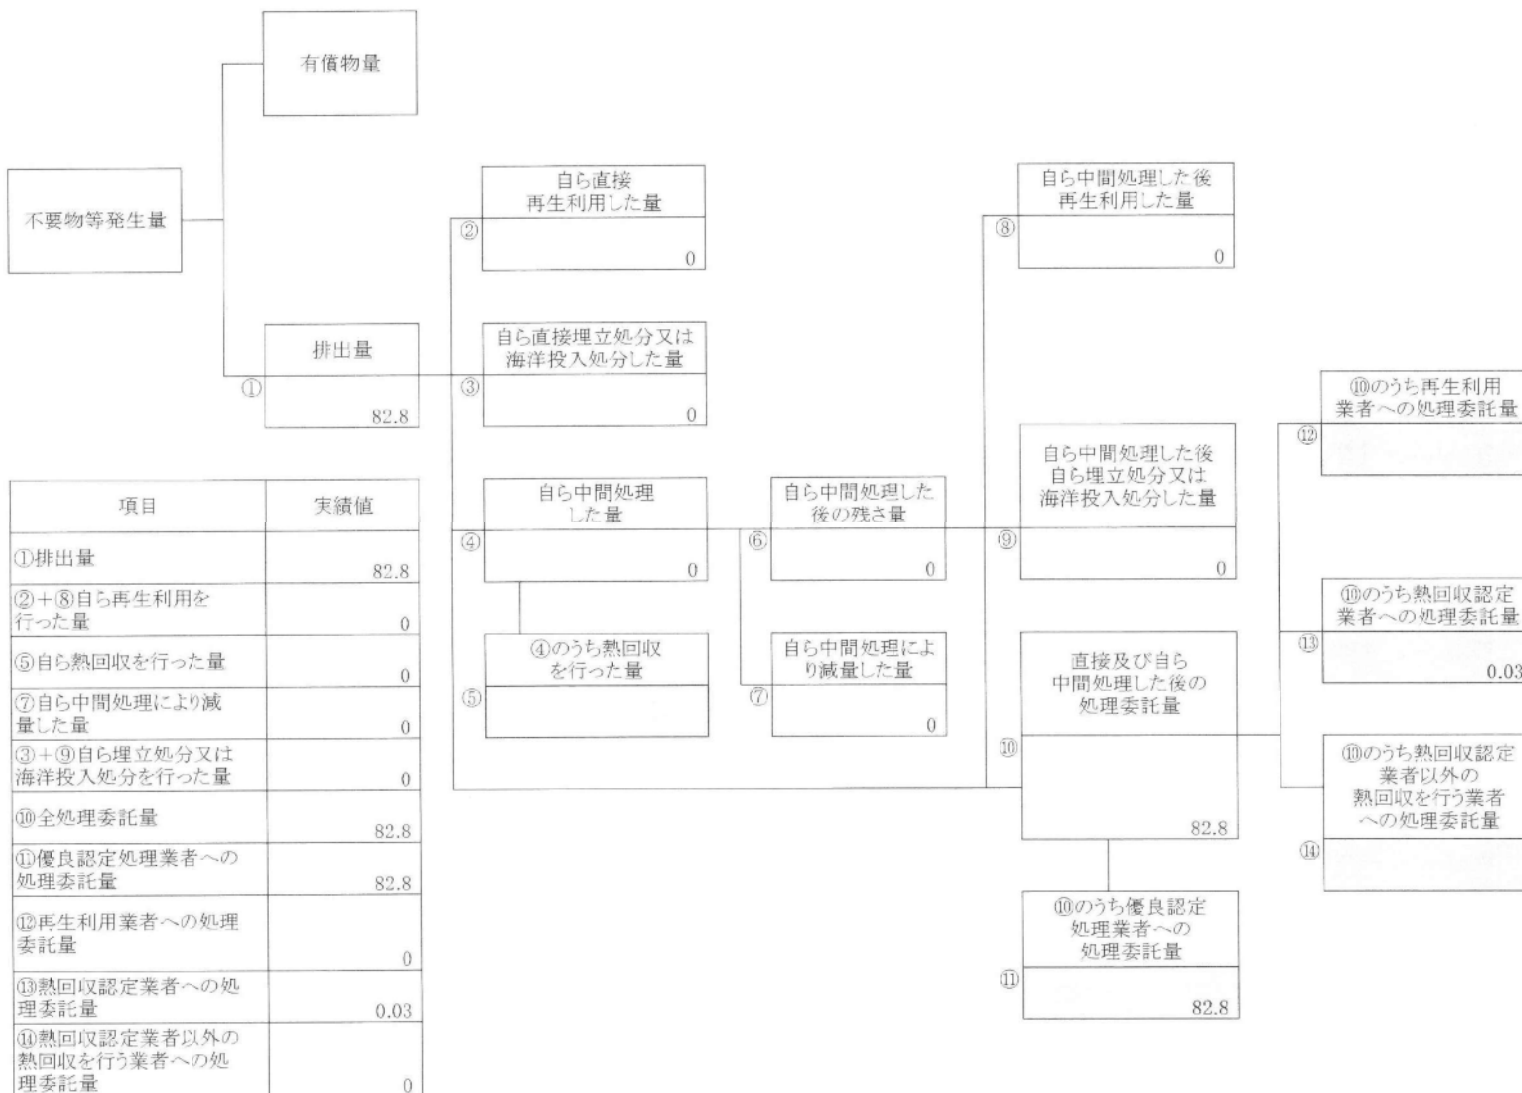 有償物量
不要物等発生量
排出量
①
82.8
自ら直接
再生利用した量
②
0
自ら直接埋立処分又は
海洋投入処分した量
③
0
自ら中間処理
した量
④
0
④のうち熱回収
を行った量
⑤
自ら中間処理した
後の残さ量
⑥
0
自ら中間処理によ
り減量した量
⑦
0
自ら中間処理した後
再生利用した量
⑧
0
自ら中間処理した後
自ら埋立処分又は
海洋投入処分した量
⑨
0
直接及び自ら
中間処理した後の
処理委託量
⑩
82.8
⑩のうち優良認定
処理業者への
処理委託量
⑪
82.8
⑩のうち再生利用
業者への処理委託量
⑫
⑩のうち熱回収認定
業者への処理委託量
⑬
0.03
⑩のうち熱回収認定
業者以外の
熱回収を行う業者
への処理委託量
⑭
項目 実績値
①排出量 82.8
②+⑧自ら再生利用を
行った量 0
⑤自ら熱回収を行った量 0
⑦自ら中間処理により減
量した量 0
③+⑨自ら埋立処分又は
海洋投入処分を行った量 0
⑩全処理委託量 82.8
⑪優良認定処理業者への
処理委託量 82.8
⑫再生利用業者への処理
委託量 0
⑬熱回収認定業者への処
理委託量 0.03
⑭熱回収認定業者以外の
熱回収を行う業者への処
理委託量 0